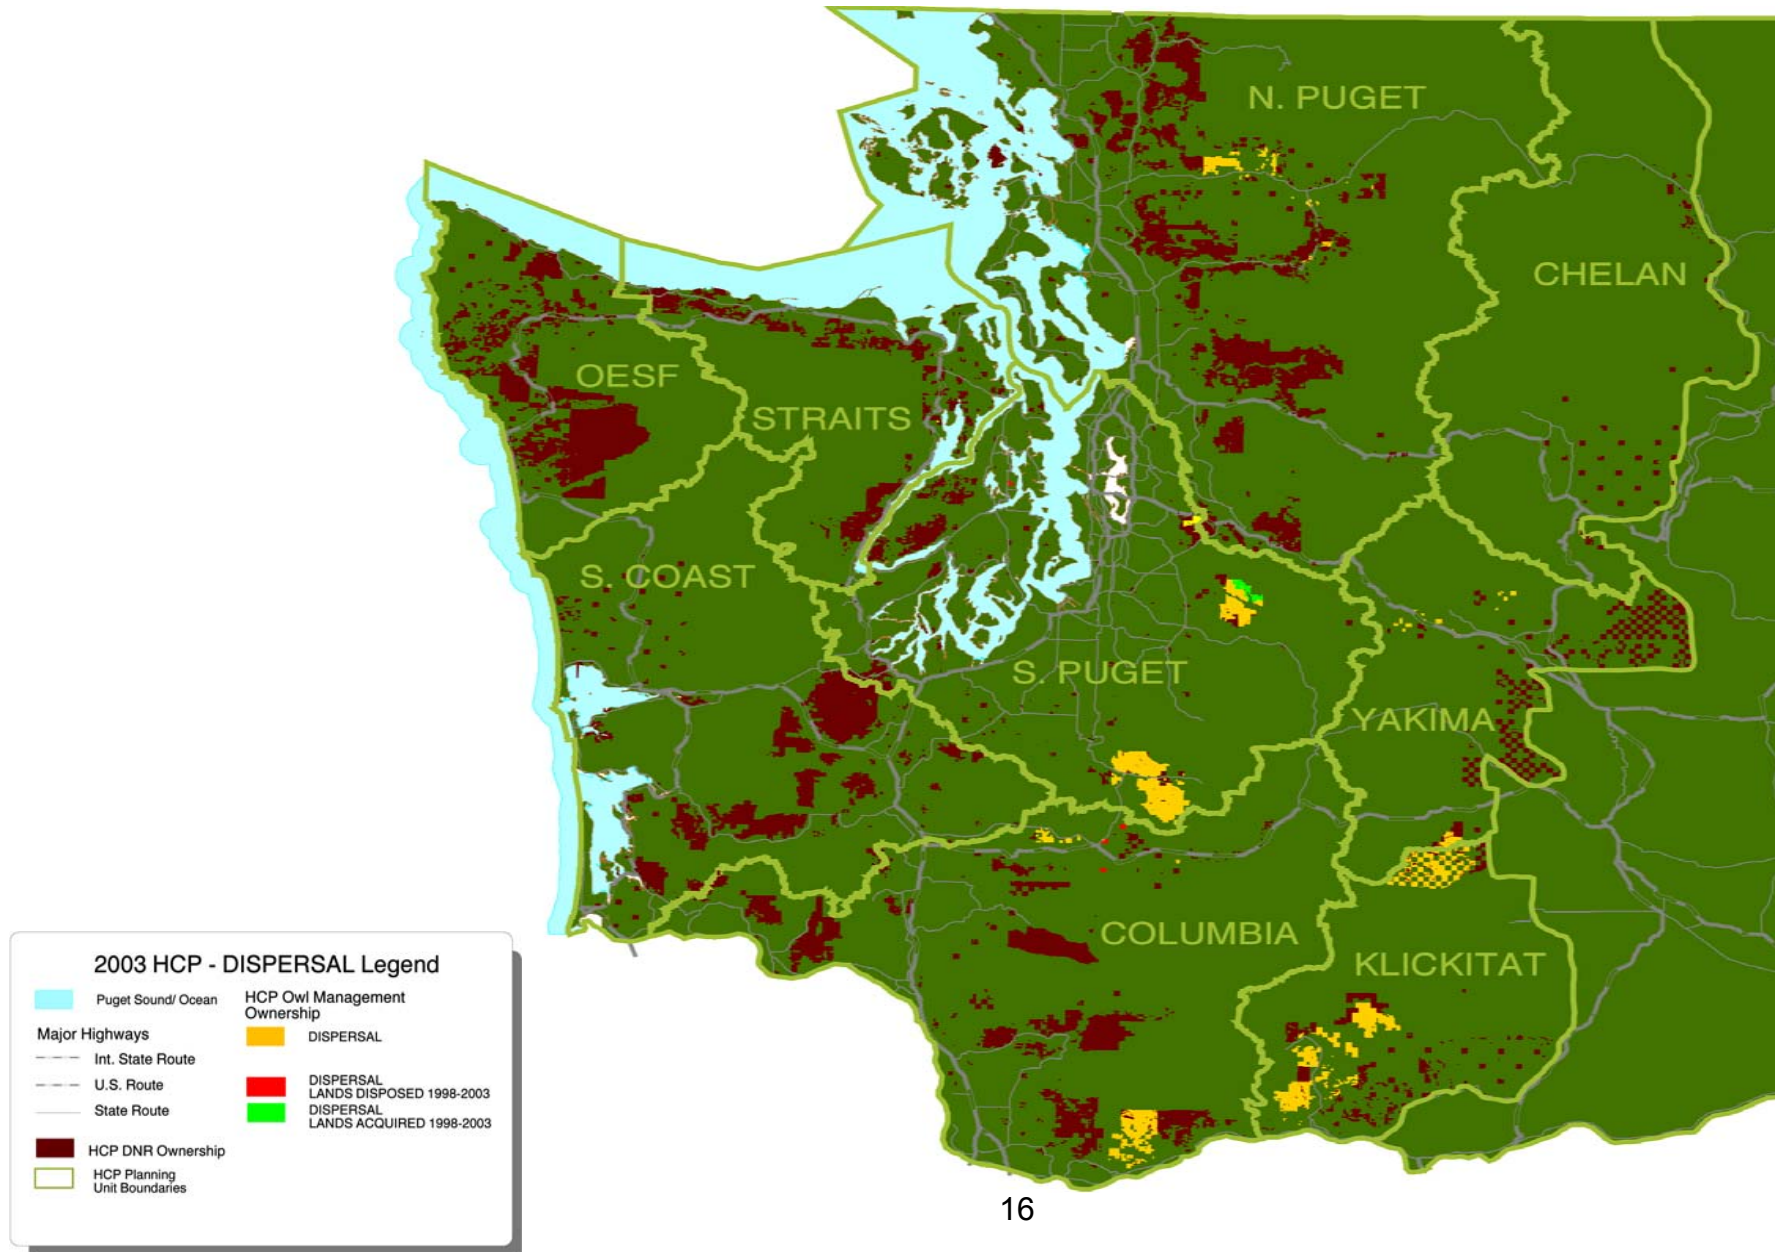 N. PUGET
CHELAN
OESF
STRAITS
S. COAST
S. PUGET
YAKIMA
COLUMBIA
KLICKITAT
2003 HCP - DISPERSAL Legend
Puget Sound/ Ocean
Major Highways
Int. State Route
U.S. Route
State Route
HCP DNR Ownership
HCP Planning
Unit Boundaries
HCP Owl Management
Ownership
DISPERSAL
DISPERSAL
LANDS DISPOSED 1998-2003
DISPERSAL
LANDS ACQUIRED 1998-2003
16